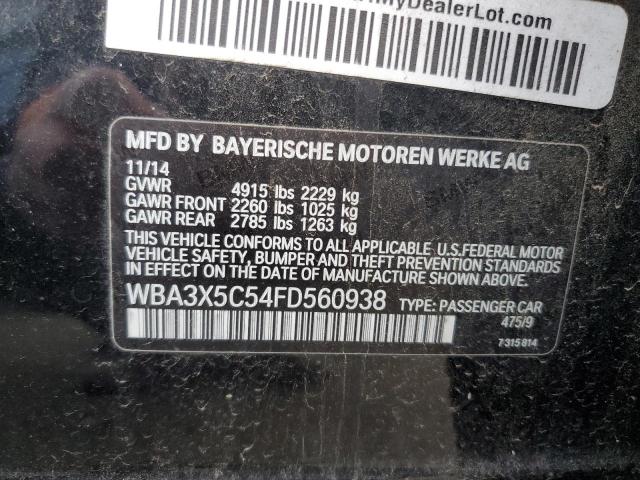 MyDealerLot.com
MFD BY BAYERISCHE MOTOREN WERKE AG
11/14
GVWR 4915 lbs 2229 kg
GAWR FRONT 2260 lbs 1025 kg
GAWR REAR 2785 lbs 1263 kg
THIS VEHICLE CONFORMS TO ALL APPLICABLE U.S.FEDERAL MOTOR
VEHICLE SAFETY, BUMPER AND THEFT PREVENTION STANDARDS
IN EFFECT ON THE DATE OF MANUFACTURE SHOWN ABOVE.
WBA3X5C54FD560938 TYPE: PASSENGER CAR
475/9
7315814